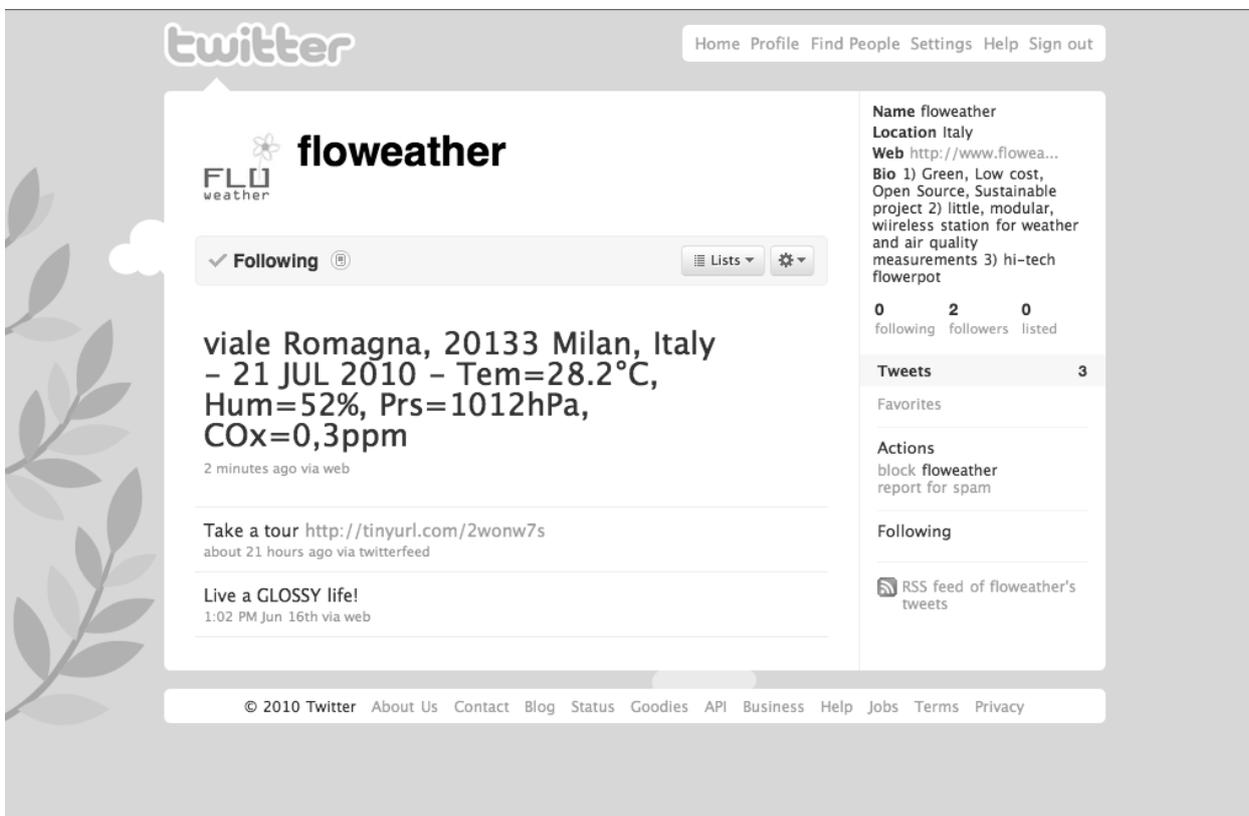 twitter
Home Profile Find People Settings Help Sign out
FLO
weather
floweather
Following
Lists
viale Romagna, 20133 Milan, Italy
– 21 JUL 2010 – Tem=28.2°C,
Hum=52%, Prs=1012hPa,
COx=0,3ppm
2 minutes ago via web
Take a tour http://tinyurl.com/2wonw7s
about 21 hours ago via twitterfeed
Live a GLOSSY life!
1:02 PM Jun 16th via web
Name floweather
Location Italy
Web http://www.flowea...
Bio 1) Green, Low cost,
Open Source, Sustainable
project 2) little, modular,
wiireless station for weather
and air quality
measurements 3) hi-tech
flowerpot
0 2 0
following followers listed
Tweets 3
Favorites
Actions
block floweather
report for spam
Following
RSS feed of floweather's
tweets
© 2010 Twitter About Us Contact Blog Status Goodies API Business Help Jobs Terms Privacy